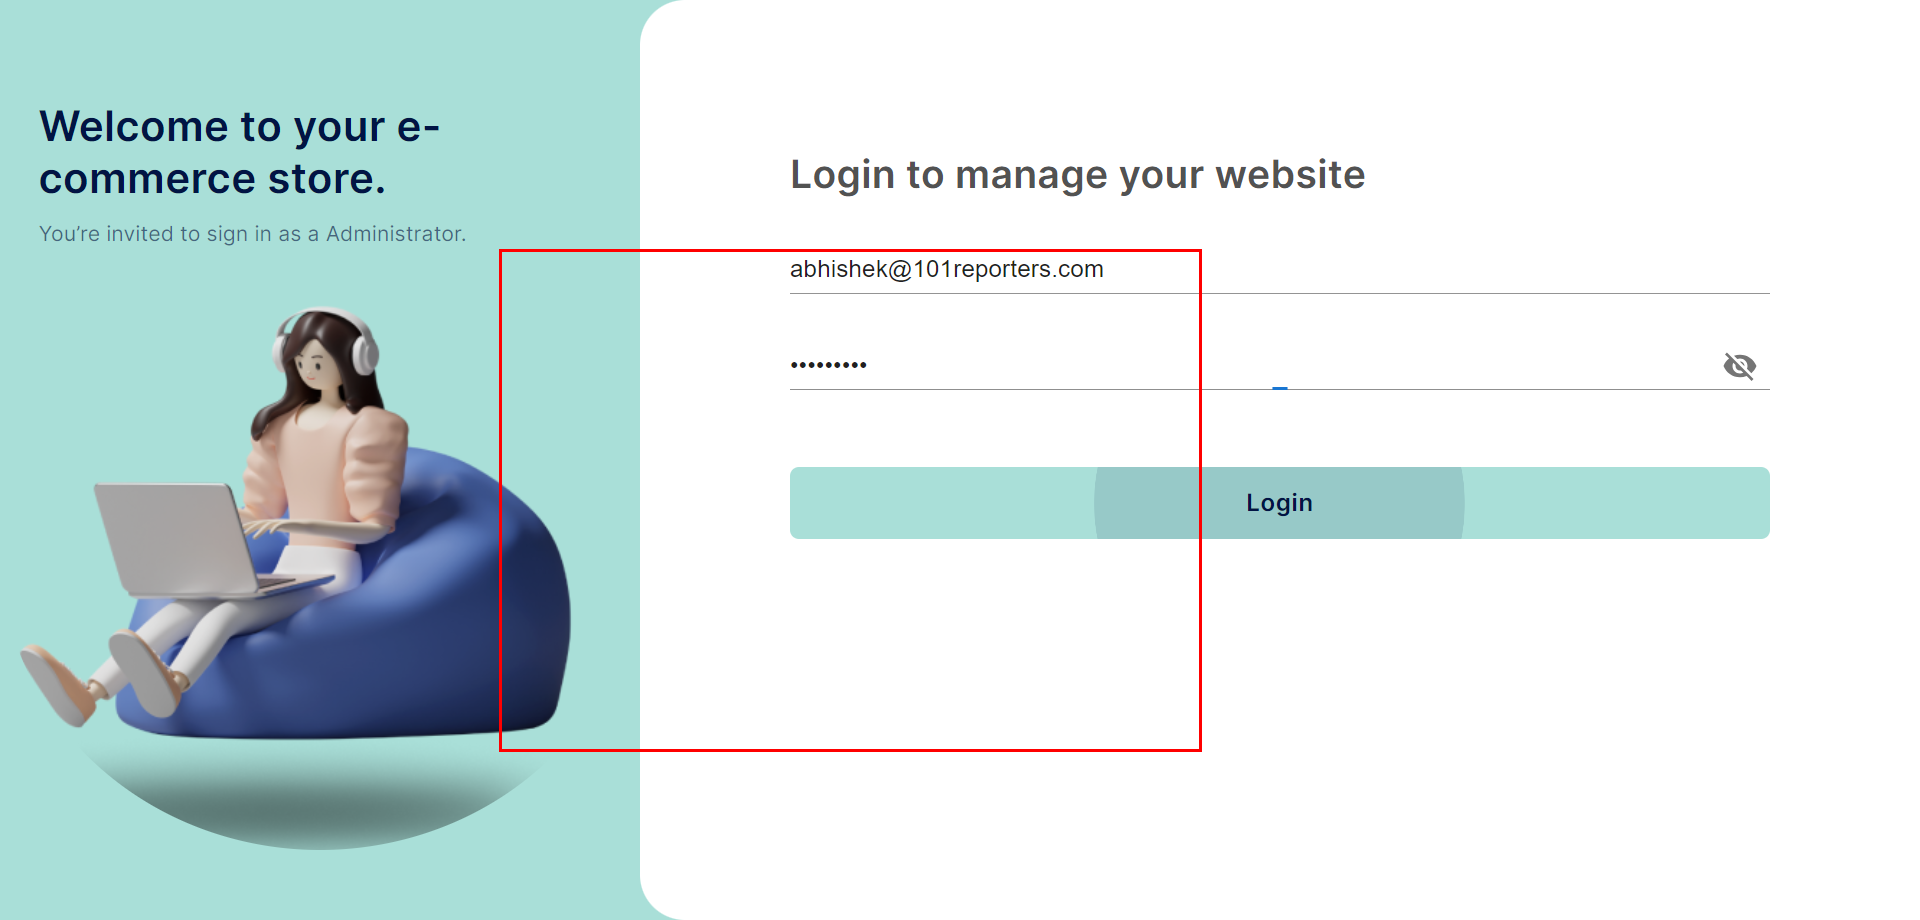 Welcome to your e-
commerce store.
You’re invited to sign in as a Administrator.
Login to manage your website
abhishek@101reporters.com
•••••••••
Login